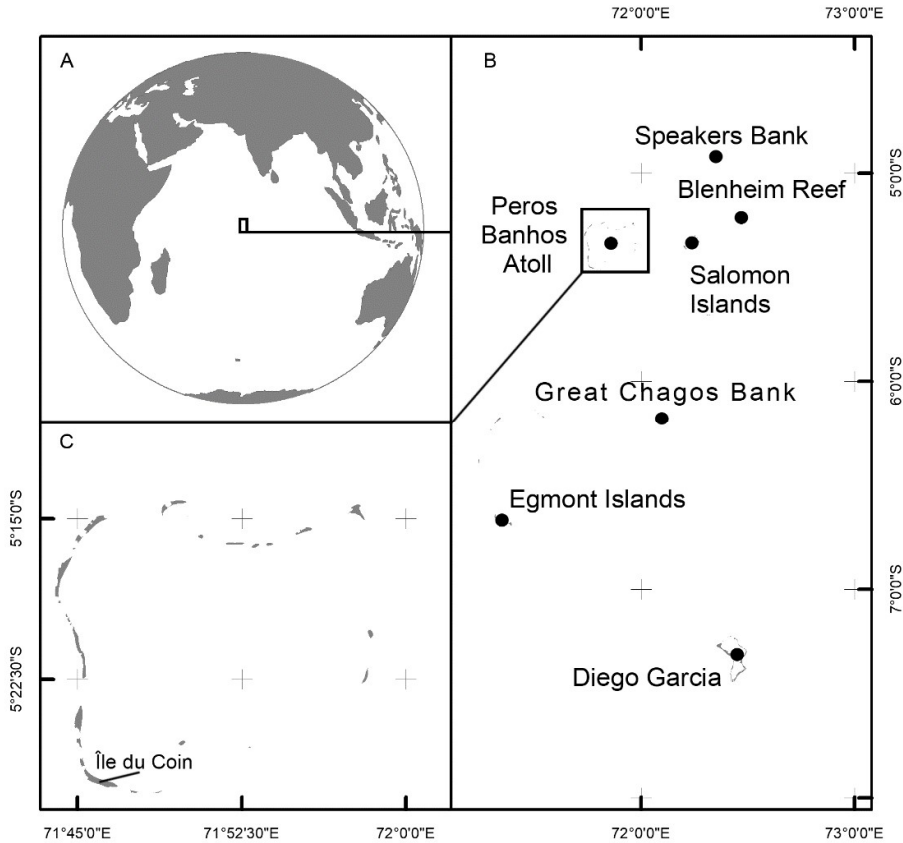 72°0'0"E
73°0'0"E
A
B
Speakers Bank
5°0'0"S
Blenheim Reef
Peros
Banhos
Atoll
Salomon
Islands
6°0'0"S
Great Chagos Bank
C
Egmont Islands
5°15'0"S
7°0'0"S
Diego Garcia
5°22'30"S
Île du Coin
71°45'0"E
71°52'30"E
72°0'0"E
72°0'0"E
73°0'0"E